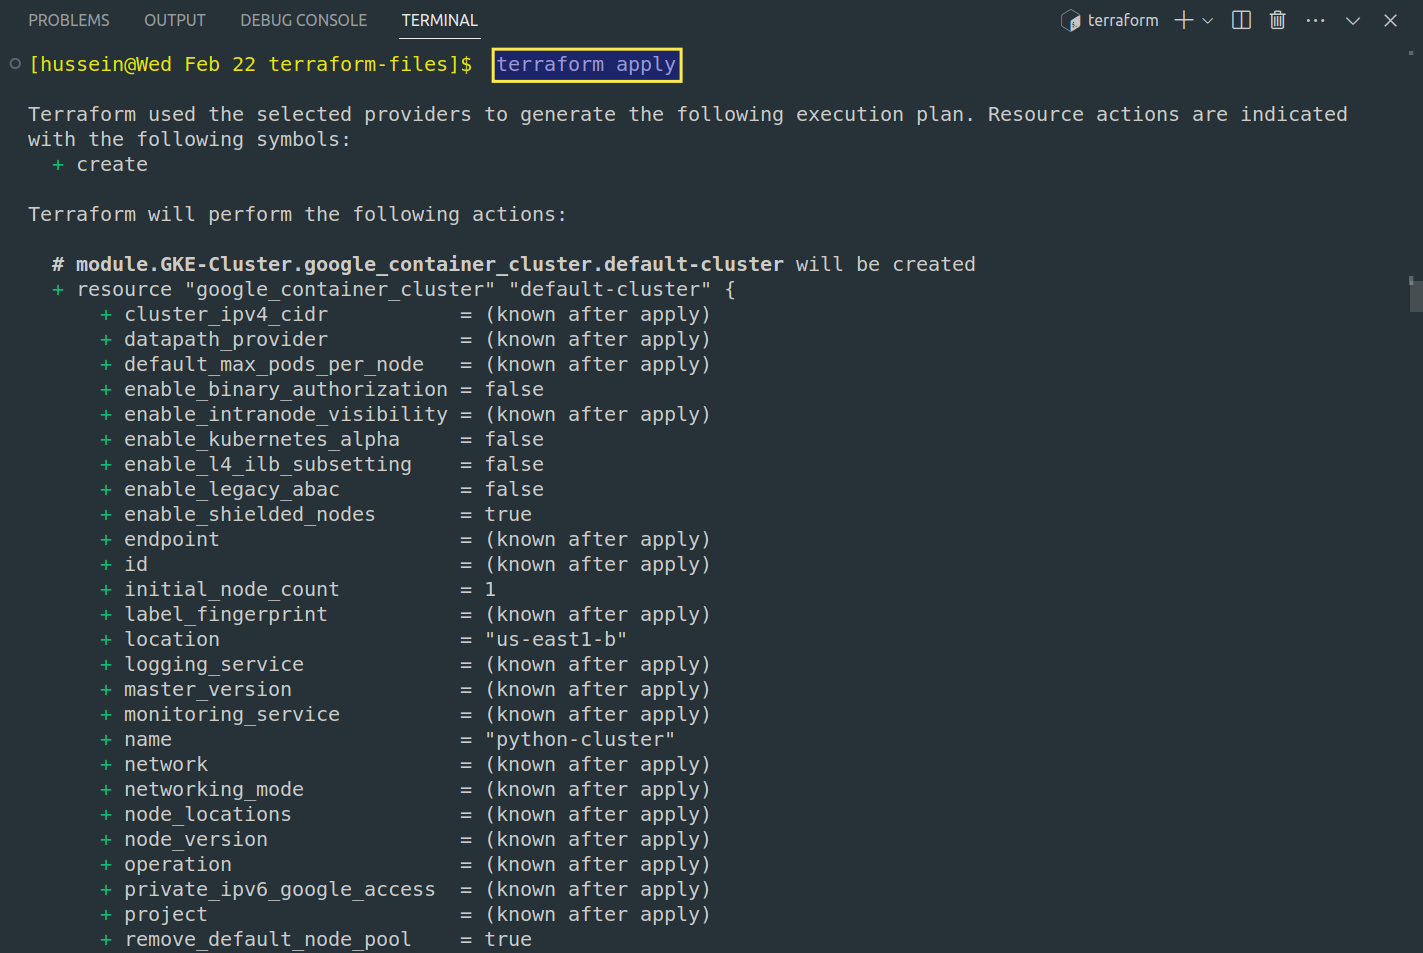 PROBLEMS OUTPUT DEBUG CONSOLE TERMINAL terraform
[hussein@Wed Feb 22 terraform-files]$ terraform apply
Terraform used the selected providers to generate the following execution plan. Resource actions are indicated
with the following symbols:
  + create
Terraform will perform the following actions:
  # module.GKE-Cluster.google_container_cluster.default-cluster will be created
  + resource "google_container_cluster" "default-cluster" {
      + cluster_ipv4_cidr           = (known after apply)
      + datapath_provider           = (known after apply)
      + default_max_pods_per_node   = (known after apply)
      + enable_binary_authorization = false
      + enable_intranode_visibility = (known after apply)
      + enable_kubernetes_alpha     = false
      + enable_l4_ilb_subsetting    = false
      + enable_legacy_abac          = false
      + enable_shielded_nodes       = true
      + endpoint                    = (known after apply)
      + id                          = (known after apply)
      + initial_node_count          = 1
      + label_fingerprint           = (known after apply)
      + location                    = "us-east1-b"
      + logging_service             = (known after apply)
      + master_version              = (known after apply)
      + monitoring_service          = (known after apply)
      + name                        = "python-cluster"
      + network                     = (known after apply)
      + networking_mode             = (known after apply)
      + node_locations              = (known after apply)
      + node_version                = (known after apply)
      + operation                   = (known after apply)
      + private_ipv6_google_access  = (known after apply)
      + project                     = (known after apply)
      + remove_default_node_pool    = true